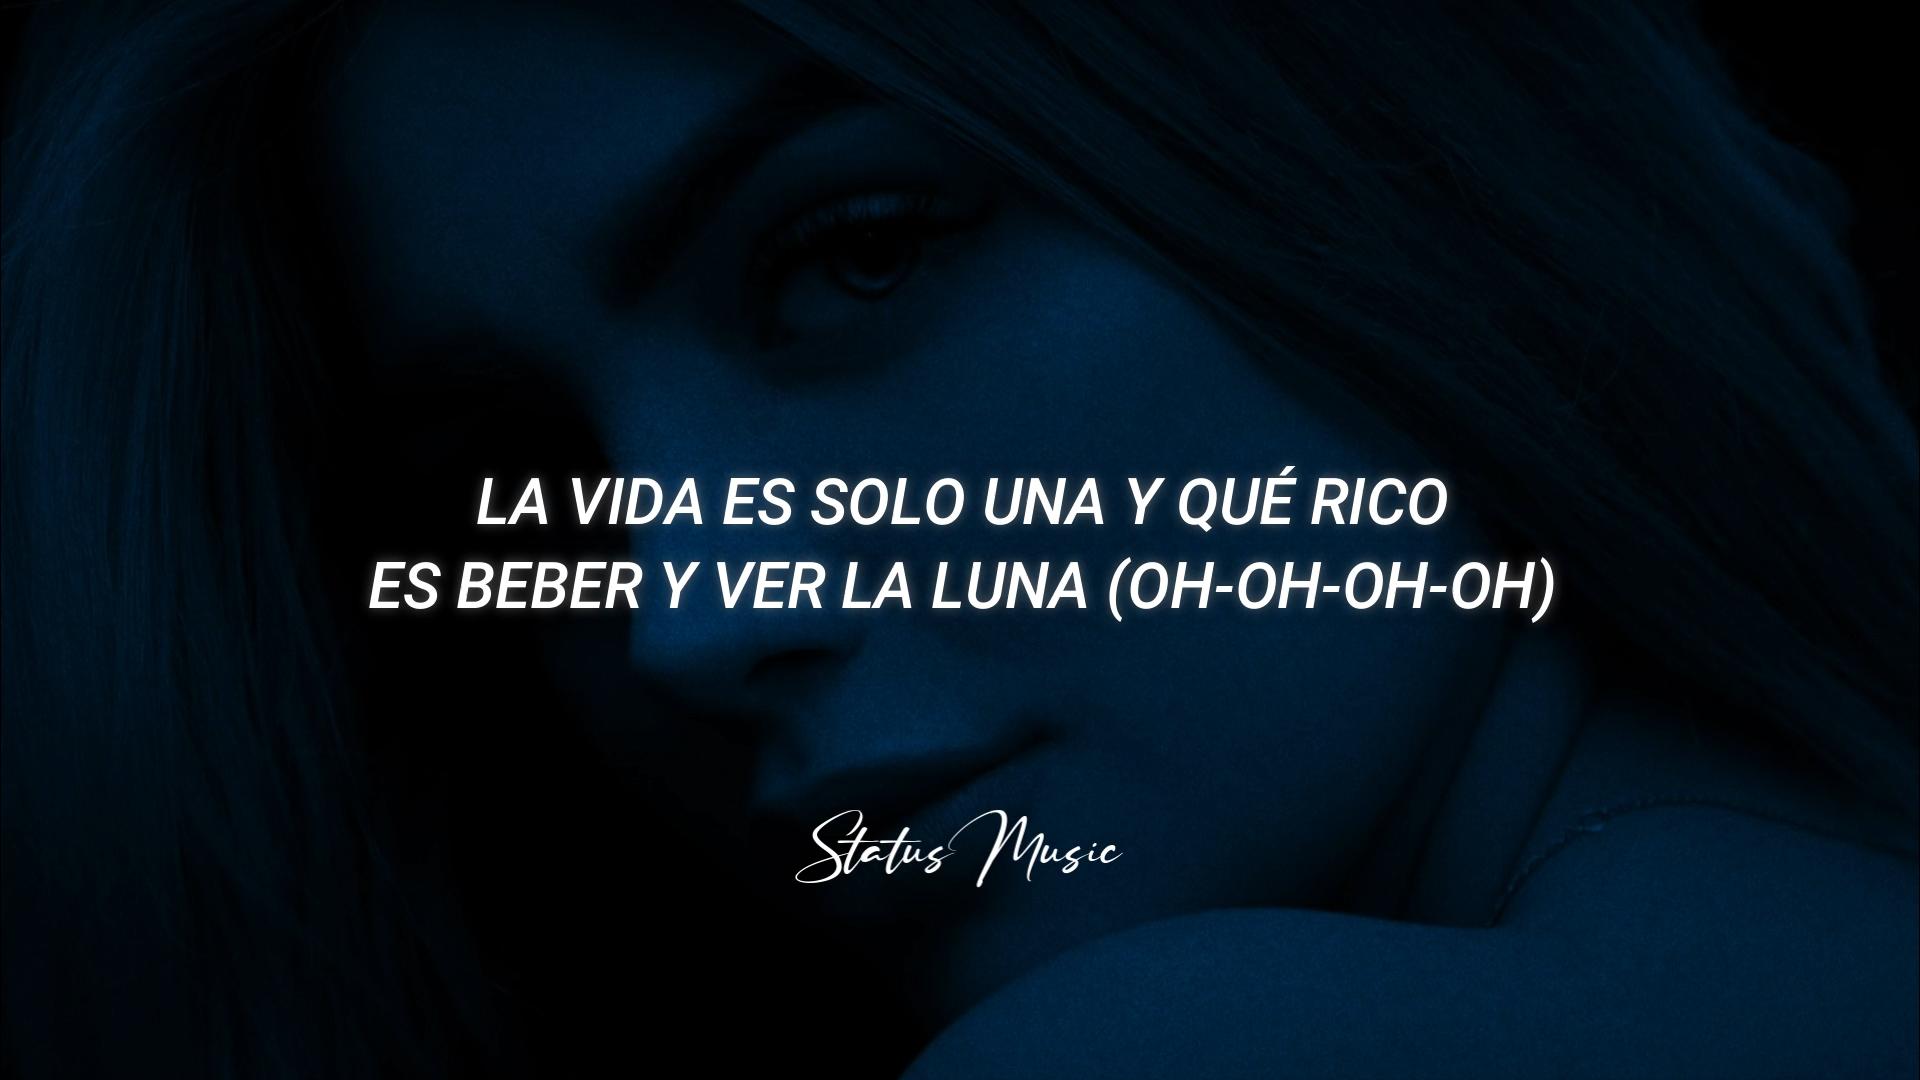 LA VIDA ES SOLO UNA Y QUÉ RICO
ES BEBER Y VER LA LUNA (OH-OH-OH-OH)
Status Music